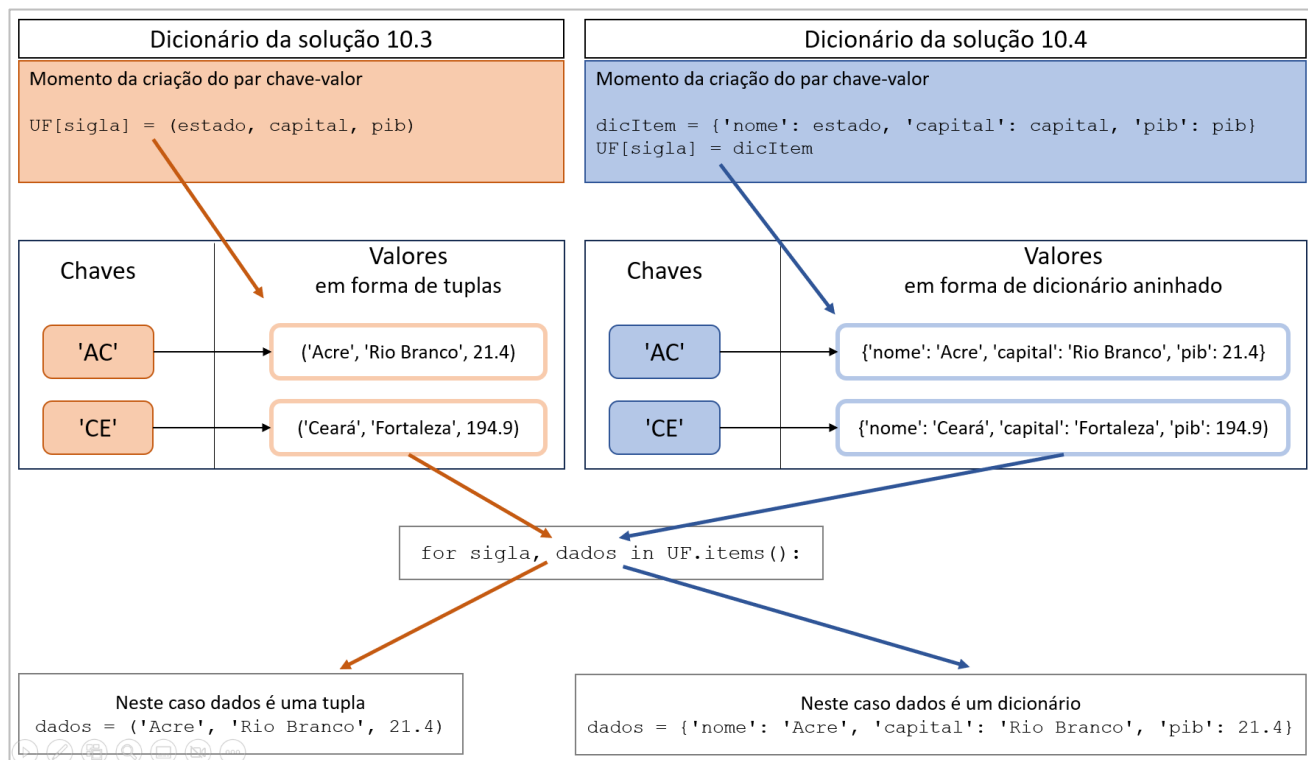 Dicionário da solução 10.3
Momento da criação do par chave-valor
UF[sigla] = (estado, capital, pib)
Chaves
Valores
em forma de tuplas
'AC'
('Acre', 'Rio Branco', 21.4)
'CE'
('Ceará', 'Fortaleza', 194.9)
Dicionário da solução 10.4
Momento da criação do par chave-valor
dicItem = {'nome': estado, 'capital': capital, 'pib': pib}
UF[sigla] = dicItem
Chaves
Valores
em forma de dicionário aninhado
'AC'
{'nome': 'Acre', 'capital': 'Rio Branco', 'pib': 21.4}
'CE'
{'nome': 'Ceará', 'capital': 'Fortaleza', 'pib': 194.9)
for sigla, dados in UF.items():
Neste caso dados é uma tupla
dados = ('Acre', 'Rio Branco', 21.4)
Neste caso dados é um dicionário
dados = {'nome': 'Acre', 'capital': 'Rio Branco', 'pib': 21.4}